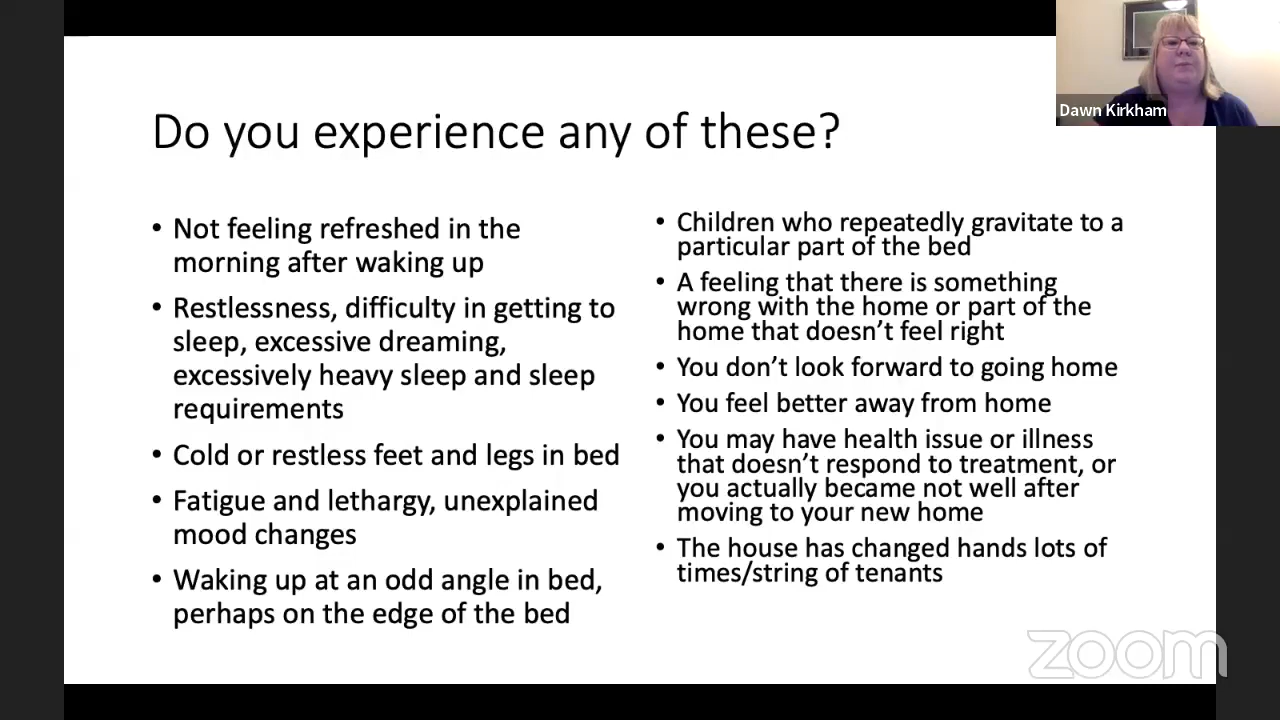 Dawn Kirkham
Do you experience any of these?
• Not feeling refreshed in the
morning after waking up
• Restlessness, difficulty in getting to
sleep, excessive dreaming,
excessively heavy sleep and sleep
requirements
• Cold or restless feet and legs in bed
• Fatigue and lethargy, unexplained
mood changes
• Waking up at an odd angle in bed,
perhaps on the edge of the bed
• Children who repeatedly gravitate to a
particular part of the bed
• A feeling that there is something
wrong with the home or part of the
home that doesn’t feel right
• You don’t look forward to going home
• You feel better away from home
• You may have health issue or illness
that doesn’t respond to treatment, or
you actually became not well after
moving to your new home
• The house has changed hands lots of
times/string of tenants
zoom